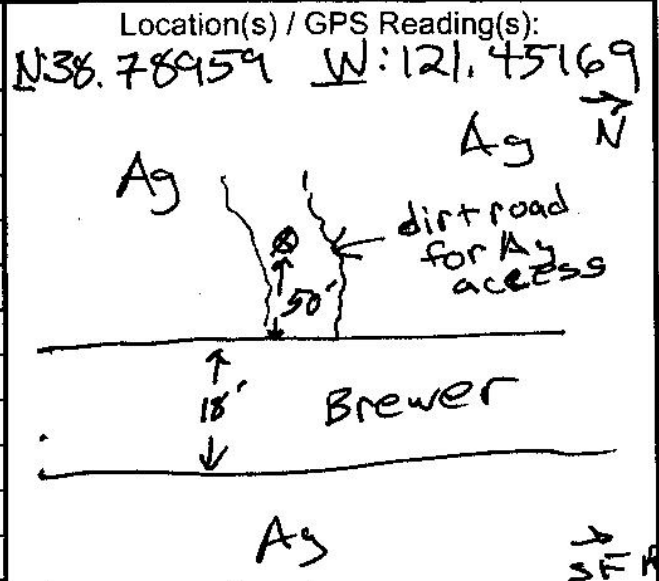 Location(s) / GPS Reading(s):
N38.78959 W:121.45169
N
Ag
Ag
dirt road
for Ag
access
50'
18'
Brewer
Ag